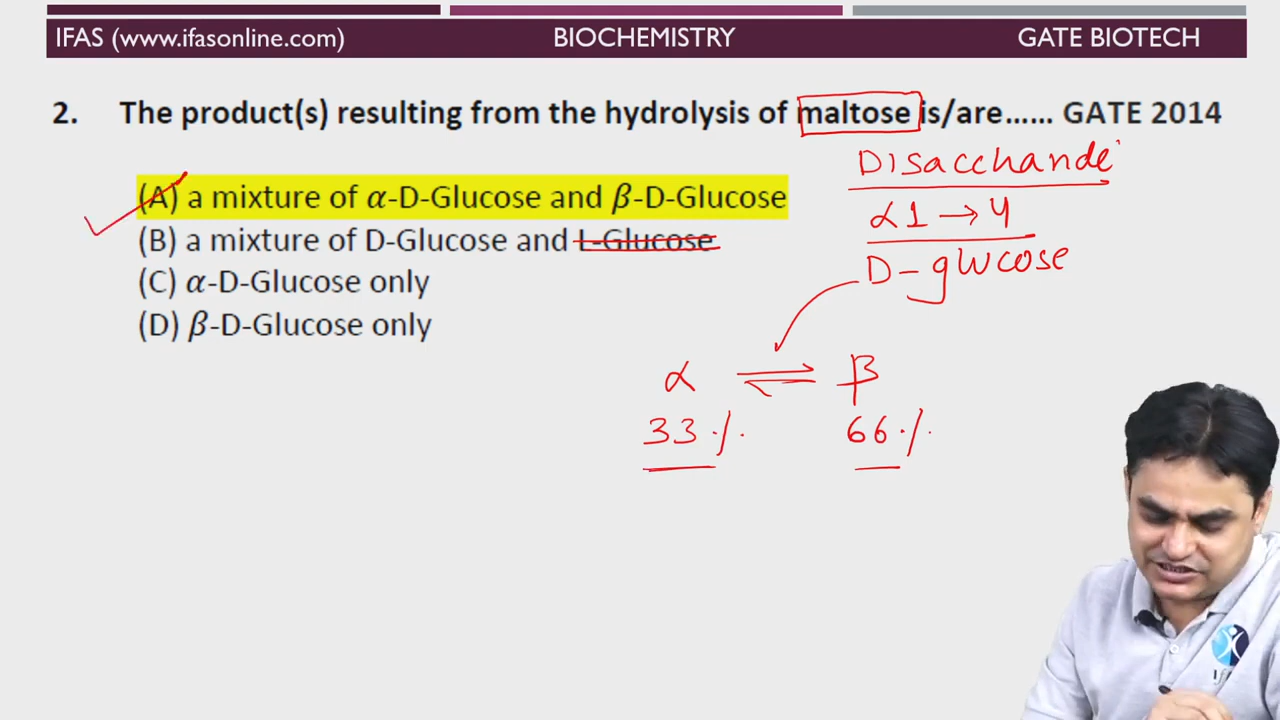 IFAS (www.ifasonline.com) BIOCHEMISTRY GATE BIOTECH
2. The product(s) resulting from the hydrolysis of maltose is/are…… GATE 2014
Disaccharide
(A) a mixture of α-D-Glucose and β-D-Glucose
α1 → 4
(B) a mixture of D-Glucose and L-Glucose
D-glucose
(C) α-D-Glucose only
(D) β-D-Glucose only
α ⇌ β
33% 66%